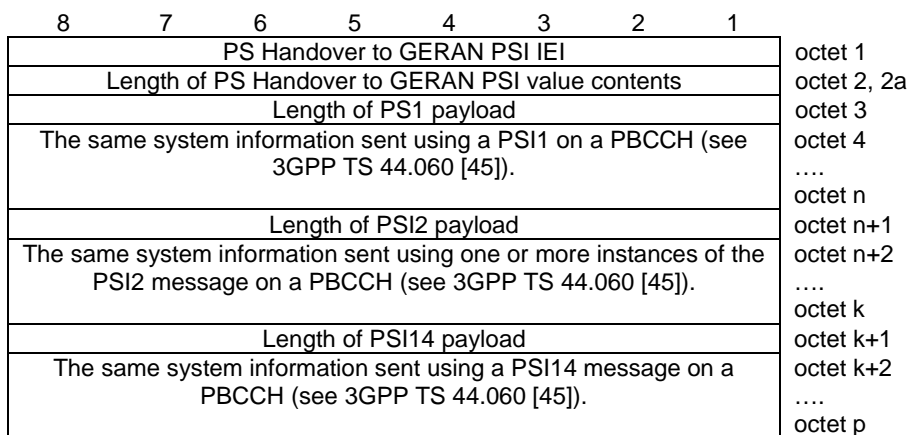 8 7 6 5 4 3 2 1
PS Handover to GERAN PSI IEI octet 1
Length of PS Handover to GERAN PSI value contents octet 2, 2a
Length of PS1 payload octet 3
The same system information sent using a PSI1 on a PBCCH (see octet 4
3GPP TS 44.060 [45]). ….
octet n
Length of PSI2 payload octet n+1
The same system information sent using one or more instances of the octet n+2
PSI2 message on a PBCCH (see 3GPP TS 44.060 [45]). ….
octet k
Length of PSI14 payload octet k+1
The same system information sent using a PSI14 message on a octet k+2
PBCCH (see 3GPP TS 44.060 [45]). ….
octet p